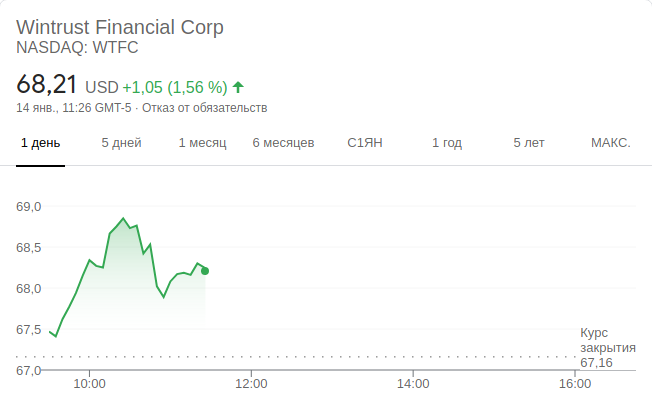 Wintrust Financial Corp
NASDAQ: WTFC
68,21 USD +1,05 (1,56 %)
14 янв., 11:26 GMT-5 · Отказ от обязательств
1 день 5 дней 1 месяц 6 месяцев С1ЯН 1 год 5 лет МАКС.
69,0
68,5
68,0
67,5
Курс
закрытия
67,16
67,0
10:00 12:00 14:00 16:00